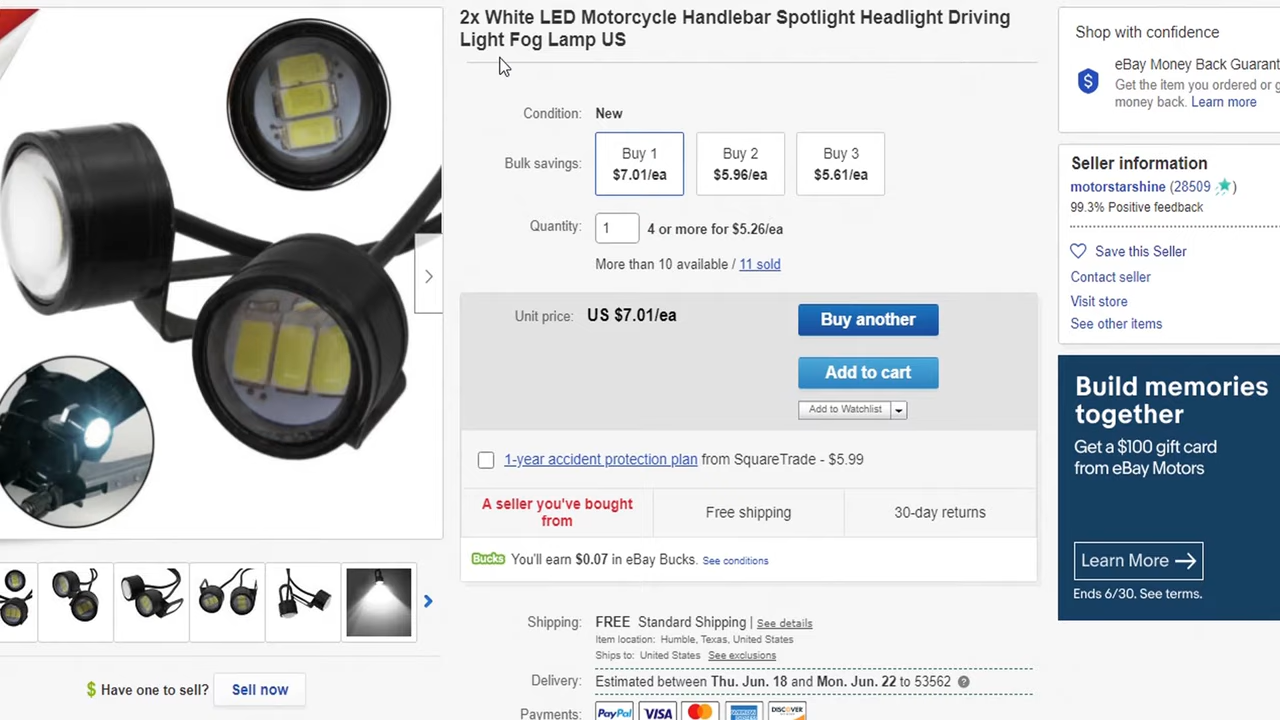 2x White LED Motorcycle Handlebar Spotlight Headlight Driving
Light Fog Lamp US
Condition: New
Bulk savings:
Buy 1
$7.01/ea
Buy 2
$5.96/ea
Buy 3
$5.61/ea
Quantity: 1 4 or more for $5.26/ea
More than 10 available / 11 sold
Unit price: US $7.01/ea
Buy another
Add to cart
Add to Watchlist
1-year accident protection plan from SquareTrade - $5.99
A seller you've bought
from
Free shipping
30-day returns
Bucks You'll earn $0.07 in eBay Bucks. See conditions
Have one to sell? Sell now
Shipping: FREE Standard Shipping | See details
Item location: Humble, Texas, United States
Ships to: United States See exclusions
Delivery: Estimated between Thu. Jun. 18 and Mon. Jun. 22 to 53562
Payments: PayPal VISA DISCOVER
Shop with confidence
eBay Money Back Guarant
Get the item you ordered or g
money back. Learn more
Seller information
motorstarshine (28509)
99.3% Positive feedback
Save this Seller
Contact seller
Visit store
See other items
Build memories
together
Get a $100 gift card
from eBay Motors
Learn More
Ends 6/30. See terms.